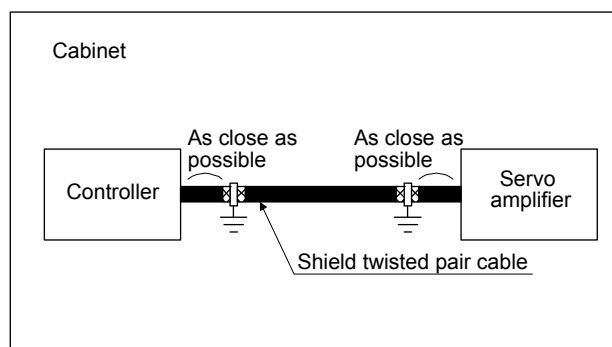 Cabinet
As close as
possible
As close as
possible
Controller
Servo
amplifier
Shield twisted pair cable